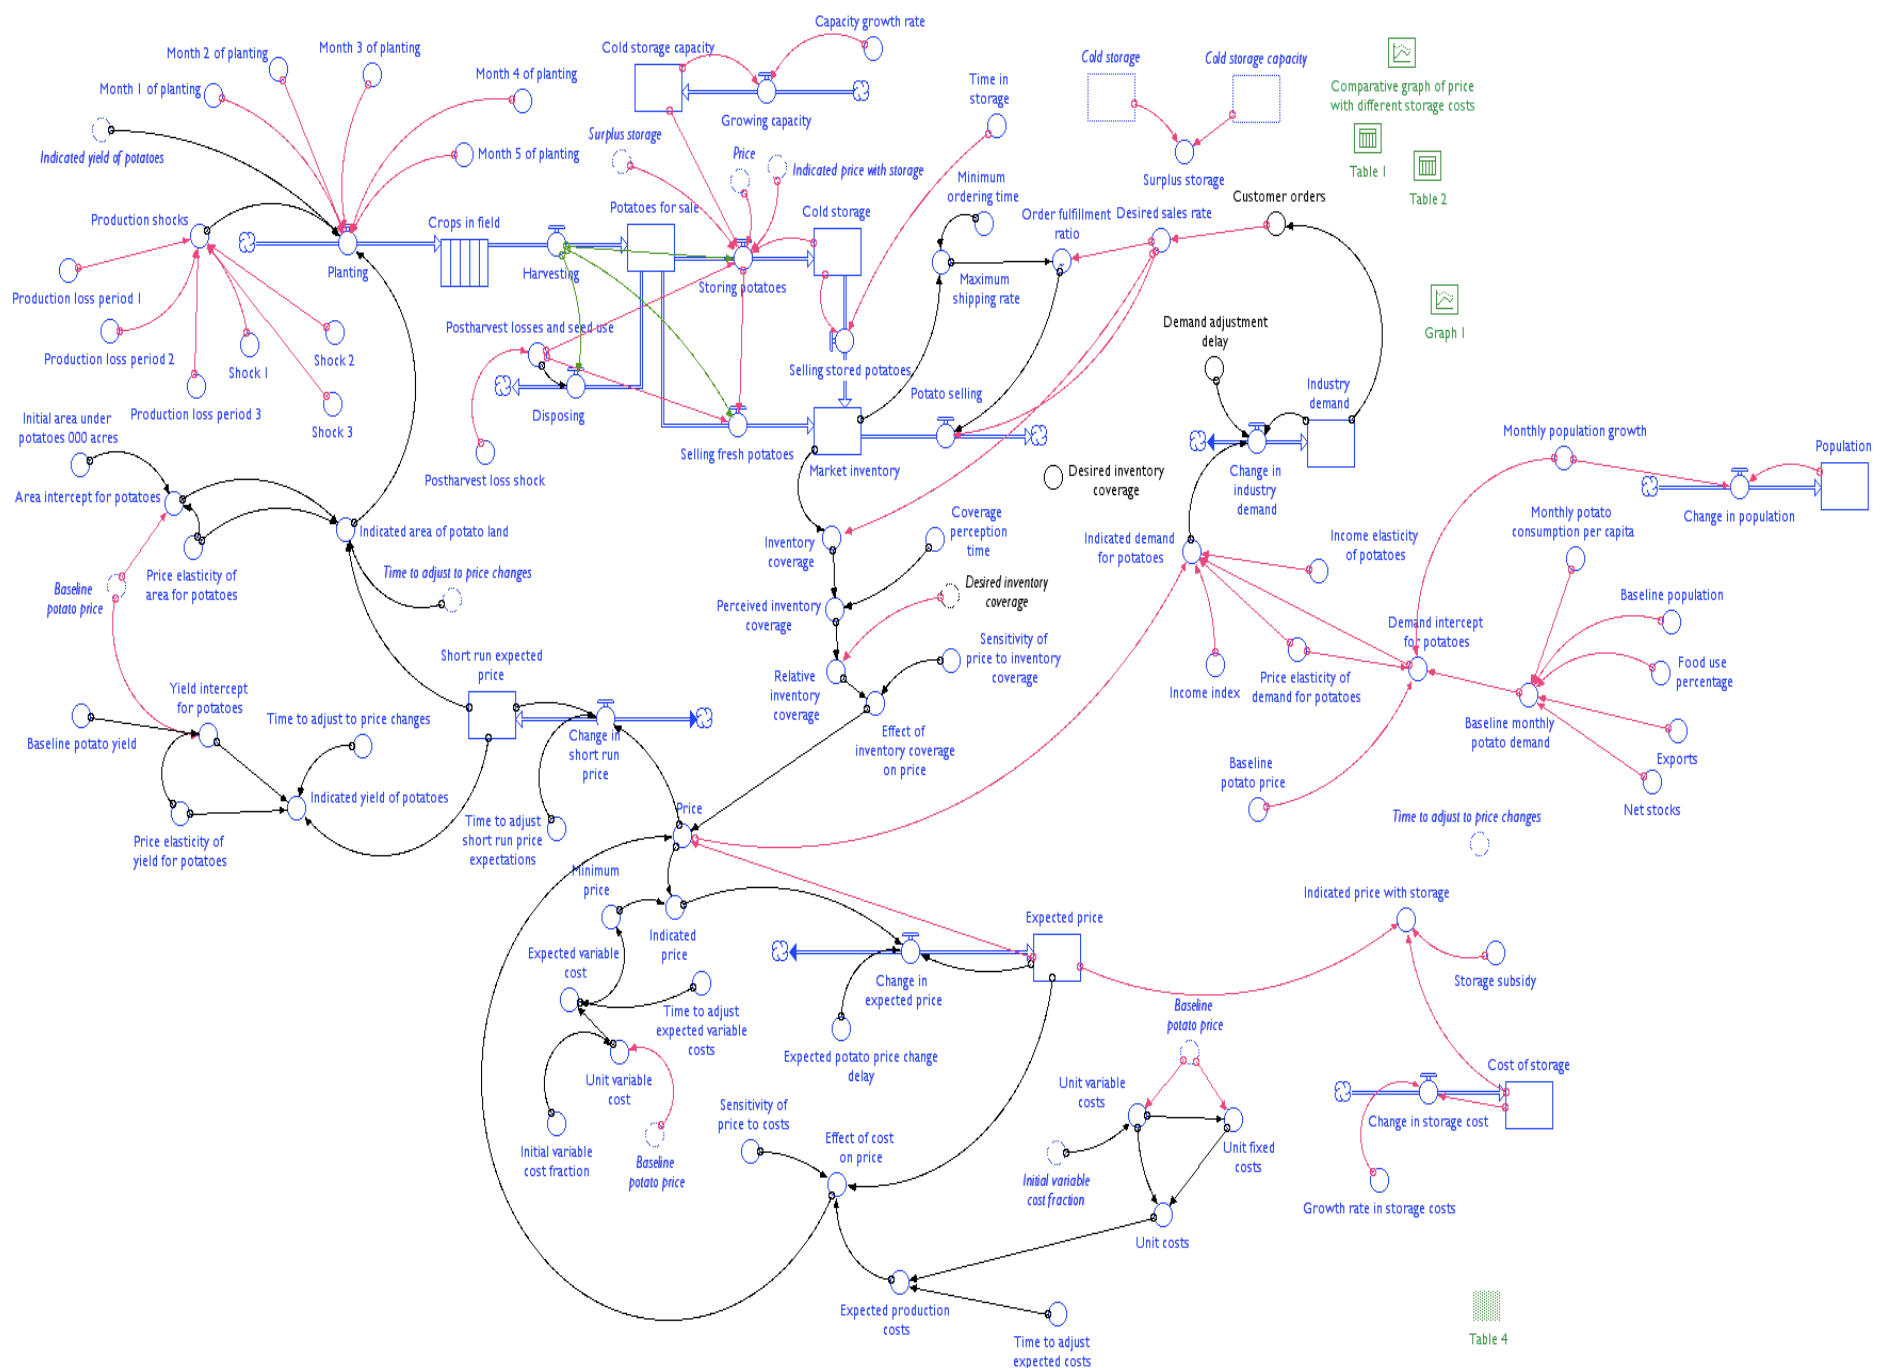 Capacity growth rate
Month 2 of planting
Month 3 of planting
Cold storage capacity
Cold storage
Cold storage capacity
Month 4 of planting
Month 1 of planting
Time in
storage
Comparative graph of price
with different storage costs
Growing capacity
Surplus storage
Indicated yield of potatoes
Month 5 of planting
Price
Indicated price with storage
Minimum
ordering time
Surplus storage
Table 1
Table 2
Production shocks
Crops in field
Potatoes for sale
Cold storage
Order fulfillment
ratio
Desired sales rate
Customer orders
Planting
Harvesting
Storing potatoes
Maximum
shipping rate
Production loss period 1
Postharvest losses and seed use
Demand adjustment
delay
Graph 1
Production loss period 2
Shock 1
Shock 2
Selling stored potatoes
Potato selling
Industry
demand
Production loss period 3
Disposing
Initial area under
potatoes 000 acres
Shock 3
Selling fresh potatoes
Market inventory
Monthly population growth
Population
Postharvest loss shock
Desired inventory
coverage
Change in
industry
demand
Area intercept for potatoes
Indicated area of potato land
Coverage
perception
time
Monthly potato
consumption per capita
Change in population
Inventory
coverage
Indicated demand
for potatoes
Income elasticity
of potatoes
Baseline
potato price
Price elasticity of
area for potatoes
Time to adjust to price changes
Desired inventory
coverage
Perceived inventory
coverage
Baseline population
Demand intercept
for potatoes
Short run expected
price
Sensitivity of
price to inventory
coverage
Food use
percentage
Yield intercept
for potatoes
Relative
inventory
coverage
Income index
Price elasticity of
demand for potatoes
Time to adjust to price changes
Baseline potato yield
Change in
short run
price
Effect of
inventory coverage
on price
Baseline monthly
potato demand
Exports
Baseline
potato price
Indicated yield of potatoes
Price
Net stocks
Time to adjust
short run price
expectations
Time to adjust to price changes
Price elasticity of
yield for potatoes
Minimum
price
Indicated price with storage
Expected price
Indicated
price
Expected variable
cost
Change in
expected price
Storage subsidy
Time to adjust
expected variable
costs
Baseline
potato price
Expected potato price change
delay
Cost of storage
Unit variable
cost
Unit variable
costs
Sensitivity of
price to costs
Change in storage cost
Effect of cost
on price
Initial variable
cost fraction
Baseline
potato price
Unit fixed
costs
Initial variable
cost fraction
Growth rate in storage costs
Unit costs
Expected production
costs
Time to adjust
expected costs
Table 4